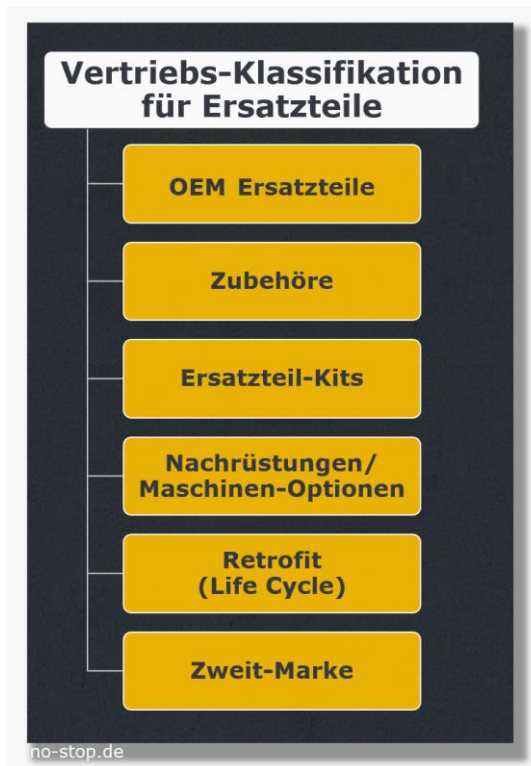 Vertriebs-Klassifikation
für Ersatzteile
OEM Ersatzteile
Zubehöre
Ersatzteil-Kits
Nachrüstungen/
Maschinen-Optionen
Retrofit
(Life Cycle)
Zweit-Marke
no-stop.de